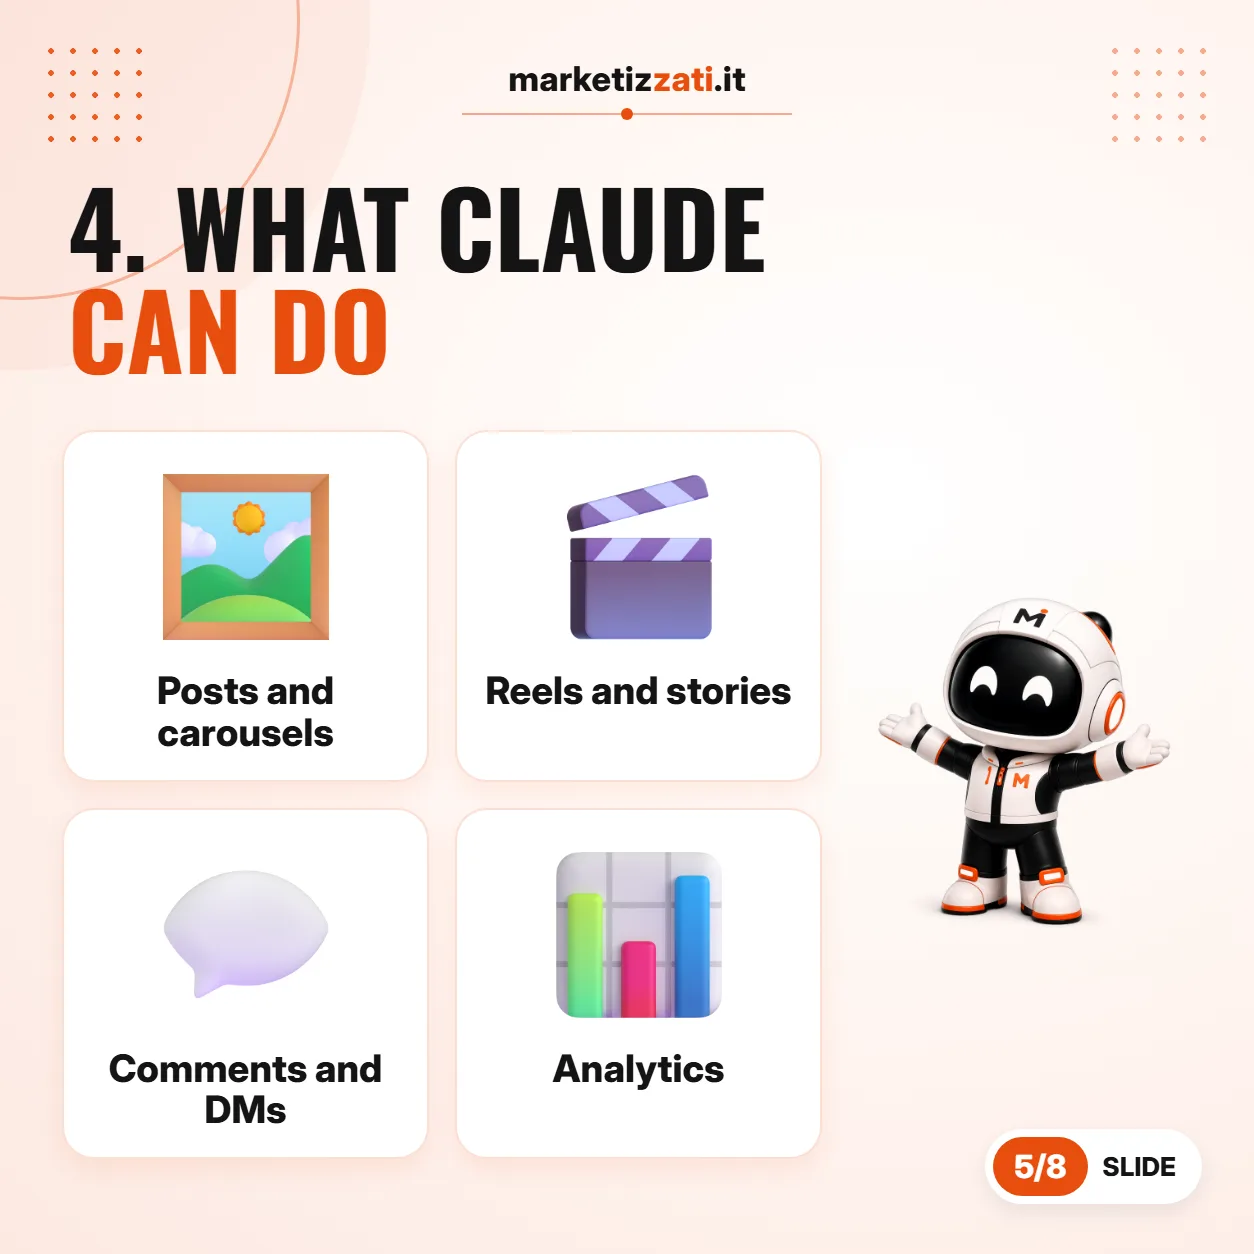 marketizzati.it
4. WHAT CLAUDE
CAN DO
Posts and
carousels
Reels and stories
Comments and
DMs
Analytics
M
M
5/8 SLIDE